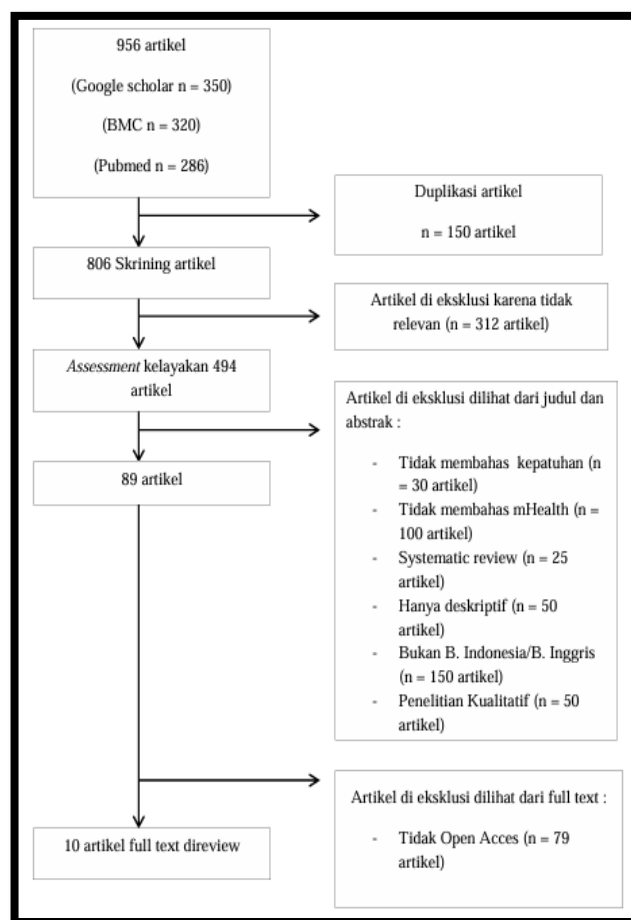 956 artikel
(Google scholar n = 350)
(BMC n = 320)
(Pubmed n = 286)
Duplikasi artikel
n = 150 artikel
806 Skrining artikel
Artikel di eksklusi karena tidak
relevan (n = 312 artikel)
Assessment kelayakan 494
artikel
Artikel di eksklusi dilihat dari judul dan
abstrak :
- Tidak membahas kepatuhan (n
= 30 artikel)
- Tidak membahas mHealth (n =
100 artikel)
- Systematic review (n = 25
artikel)
- Hanya deskriptif (n = 50
artikel)
- Bukan B. Indonesia/B. Inggris
(n = 150 artikel)
- Penelitian Kualitatif (n = 50
artikel)
89 artikel
Artikel di eksklusi dilihat dari full text :
- Tidak Open Acces (n = 79
artikel)
10 artikel full text direview